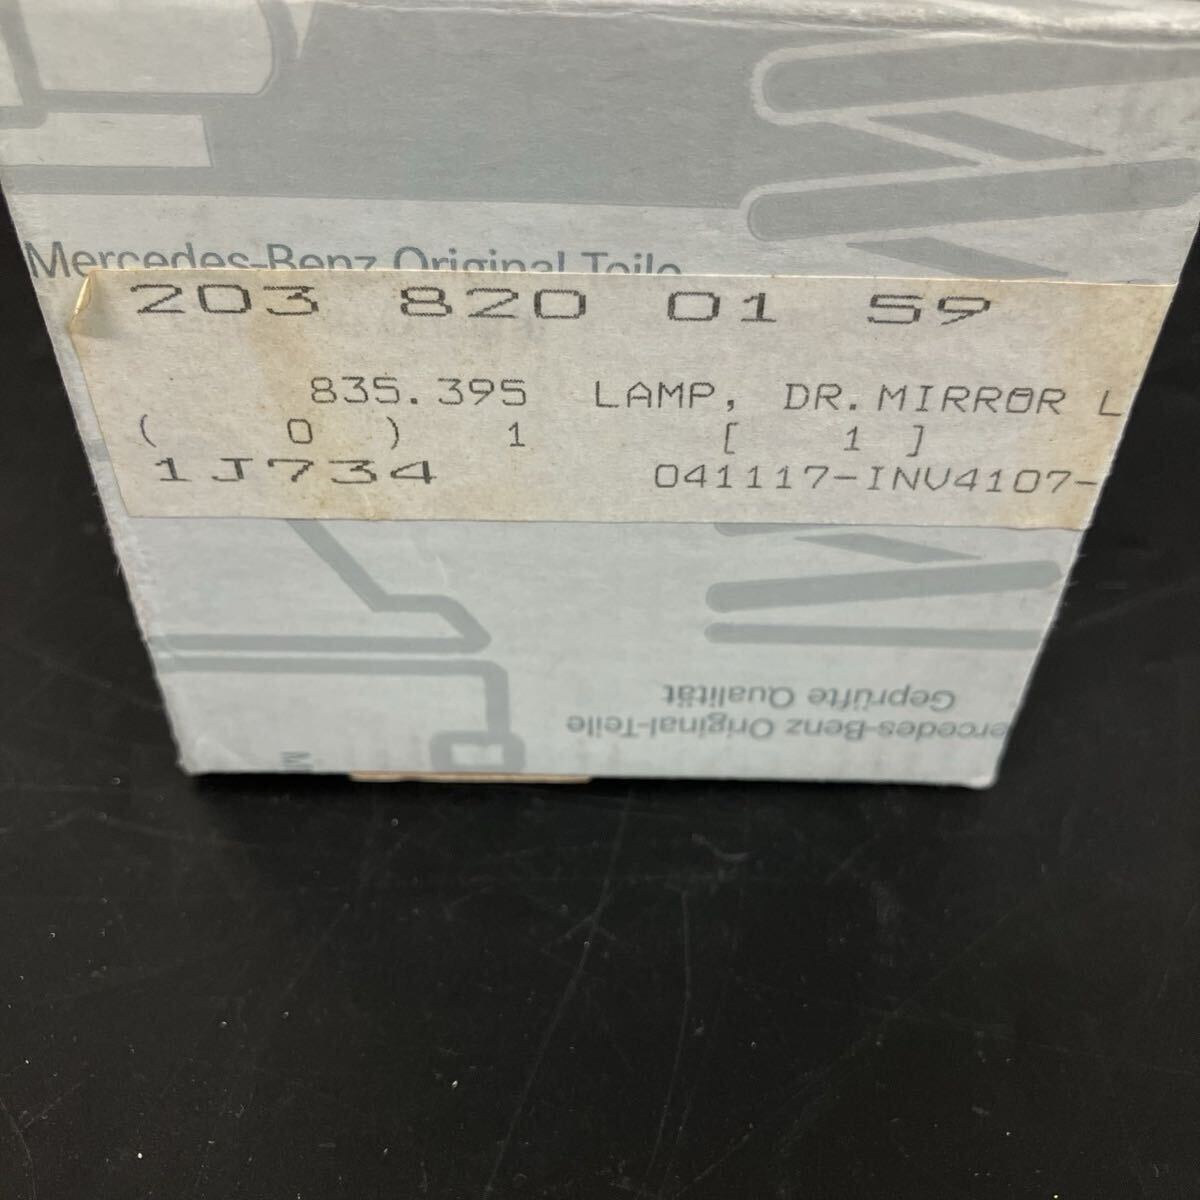 Mercedes-Benz Original Teile
203 820 01 59
835.395 LAMP, DR.MIRROR L
( 0 ) 1 [ 1 ]
1J734 041117-INV4107-
Geprüfte Qualität
ercedes-Benz Original-Teile
M